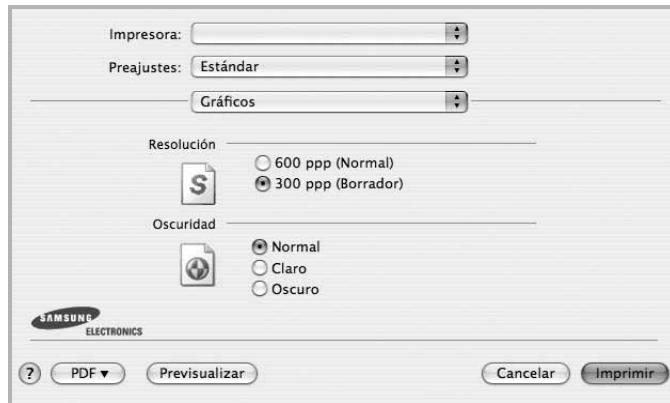 Impresora:
Preajustes: Estándar
Gráficos
Resolución
S
600 ppp (Normal)
300 ppp (Borrador)
Oscuridad
Normal
Claro
Oscuro
SAMSUNG
ELECTRONICS
? PDF▼ Previsualizar Cancelar Imprimir